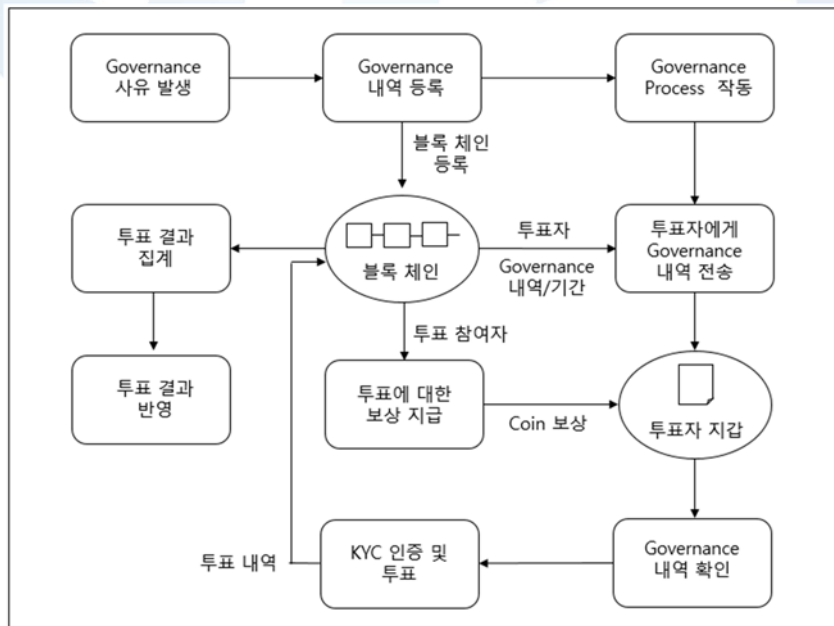 Governance
사유 발생
Governance
내역 등록
Governance
Process 작동
블록 체인
등록
투표 결과
집계
블록 체인
투표자
Governance
내역/기간
투표자에게
Governance
내역 전송
투표 참여자
투표 결과
반영
투표에 대한
보상 지급
Coin 보상
투표자 지갑
투표 내역
KYC 인증 및
투표
Governance
내역 확인